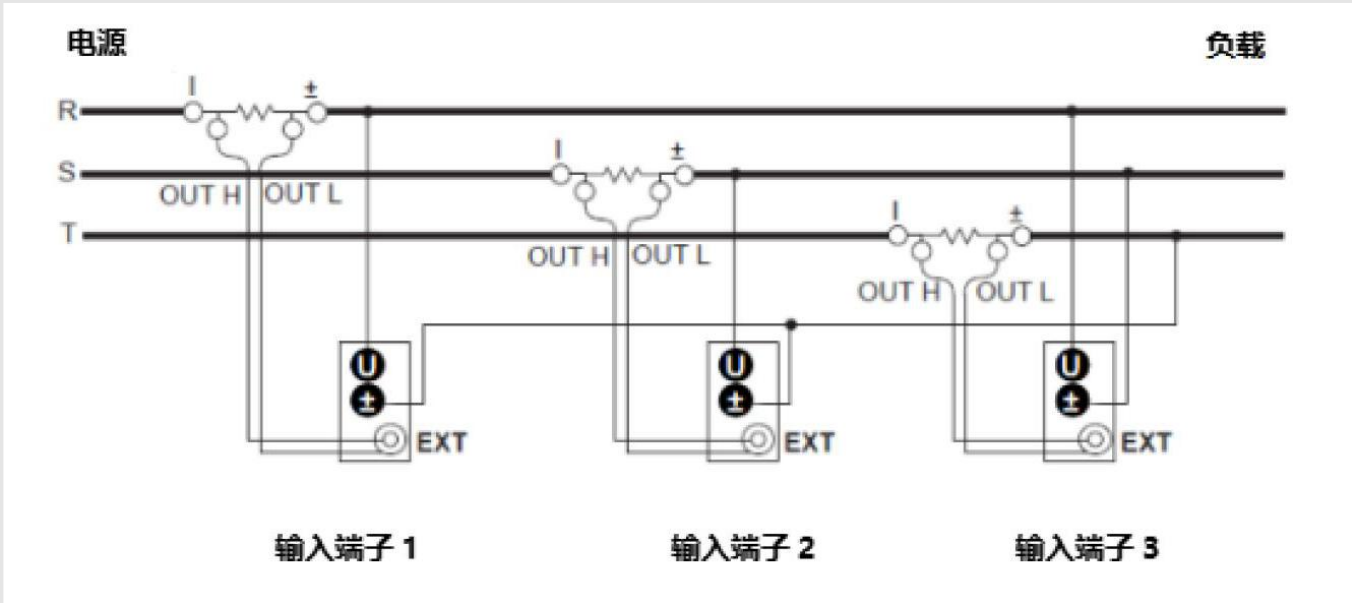 电源
负载
I ±
R
I ±
S
OUT H OUT L
I ±
T
OUT H OUT L
OUT H OUT L
U U U
± ± ±
EXT EXT EXT
输入端子 1 输入端子 2 输入端子 3